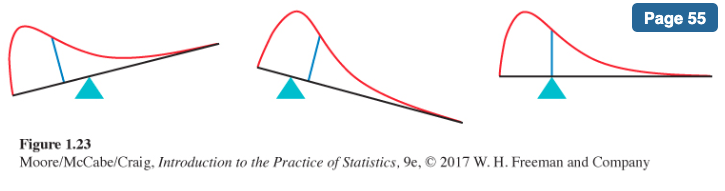 Page 55
Figure 1.23
Moore/McCabe/Craig, Introduction to the Practice of Statistics, 9e, © 2017 W. H. Freeman and Company